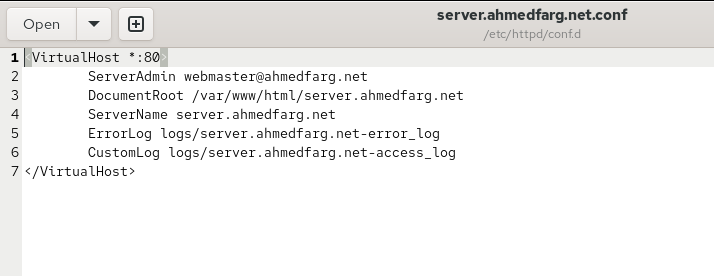 Open
server.ahmedfarg.net.conf
/etc/httpd/conf.d
1 <VirtualHost *:80>
2 ServerAdmin webmaster@ahmedfarg.net
3 DocumentRoot /var/www/html/server.ahmedfarg.net
4 ServerName server.ahmedfarg.net
5 ErrorLog logs/server.ahmedfarg.net-error_log
6 CustomLog logs/server.ahmedfarg.net-access_log
7 </VirtualHost>